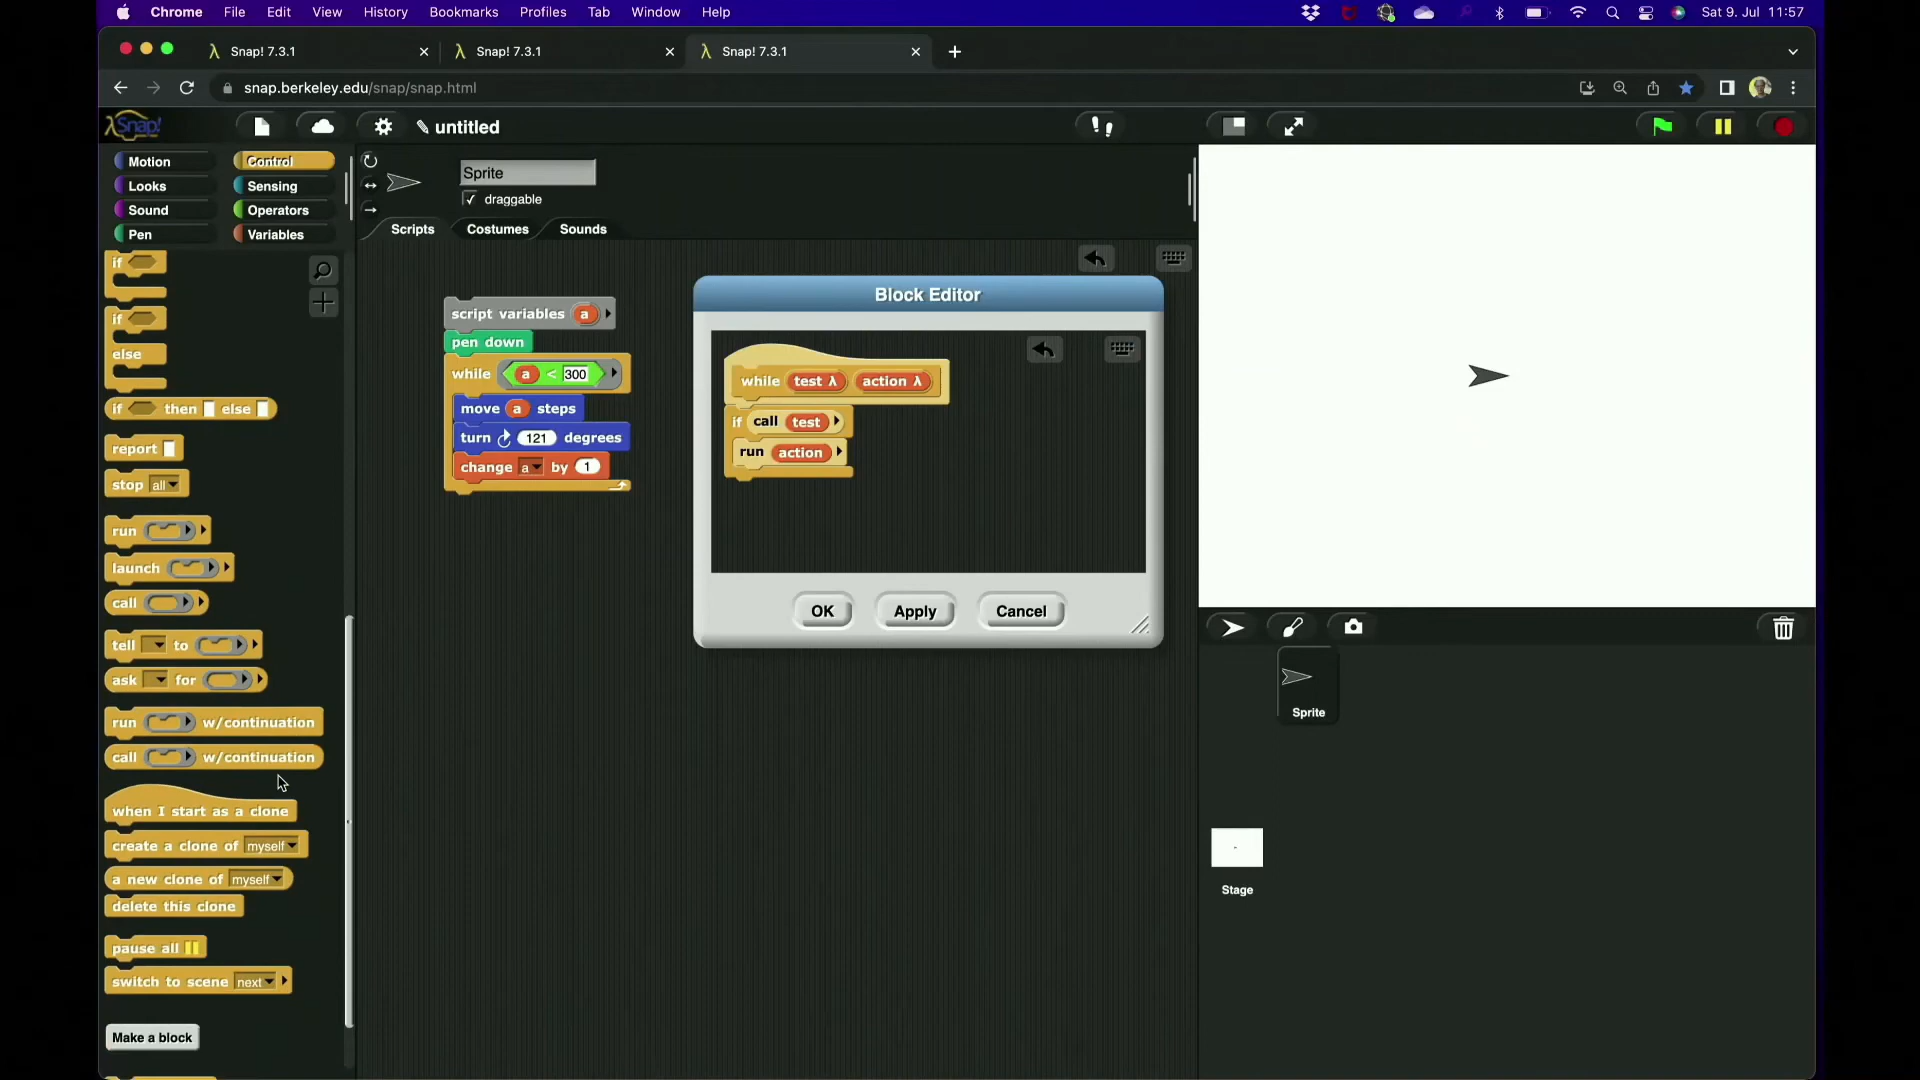 Chrome File Edit View History Bookmarks Profiles Tab Window Help Sat 9. Jul 11:57
Snap! 7.3.1 Snap! 7.3.1 Snap! 7.3.1
snap.berkeley.edu/snap/snap.html
Snap! untitled
Motion Control
Looks Sensing
Sound Operators
Pen Variables
Sprite
draggable
Scripts Costumes Sounds
if
if
else
if then else
report
stop all
run
launch
call
tell to
ask for
run w/continuation
call w/continuation
when I start as a clone
create a clone of myself
a new clone of myself
delete this clone
pause all
switch to scene next
Make a block
script variables a
pen down
while a < 300
move a steps
turn 121 degrees
change a by 1
Block Editor
while test λ action λ
if call test
run action
OK Apply Cancel
Sprite
Stage